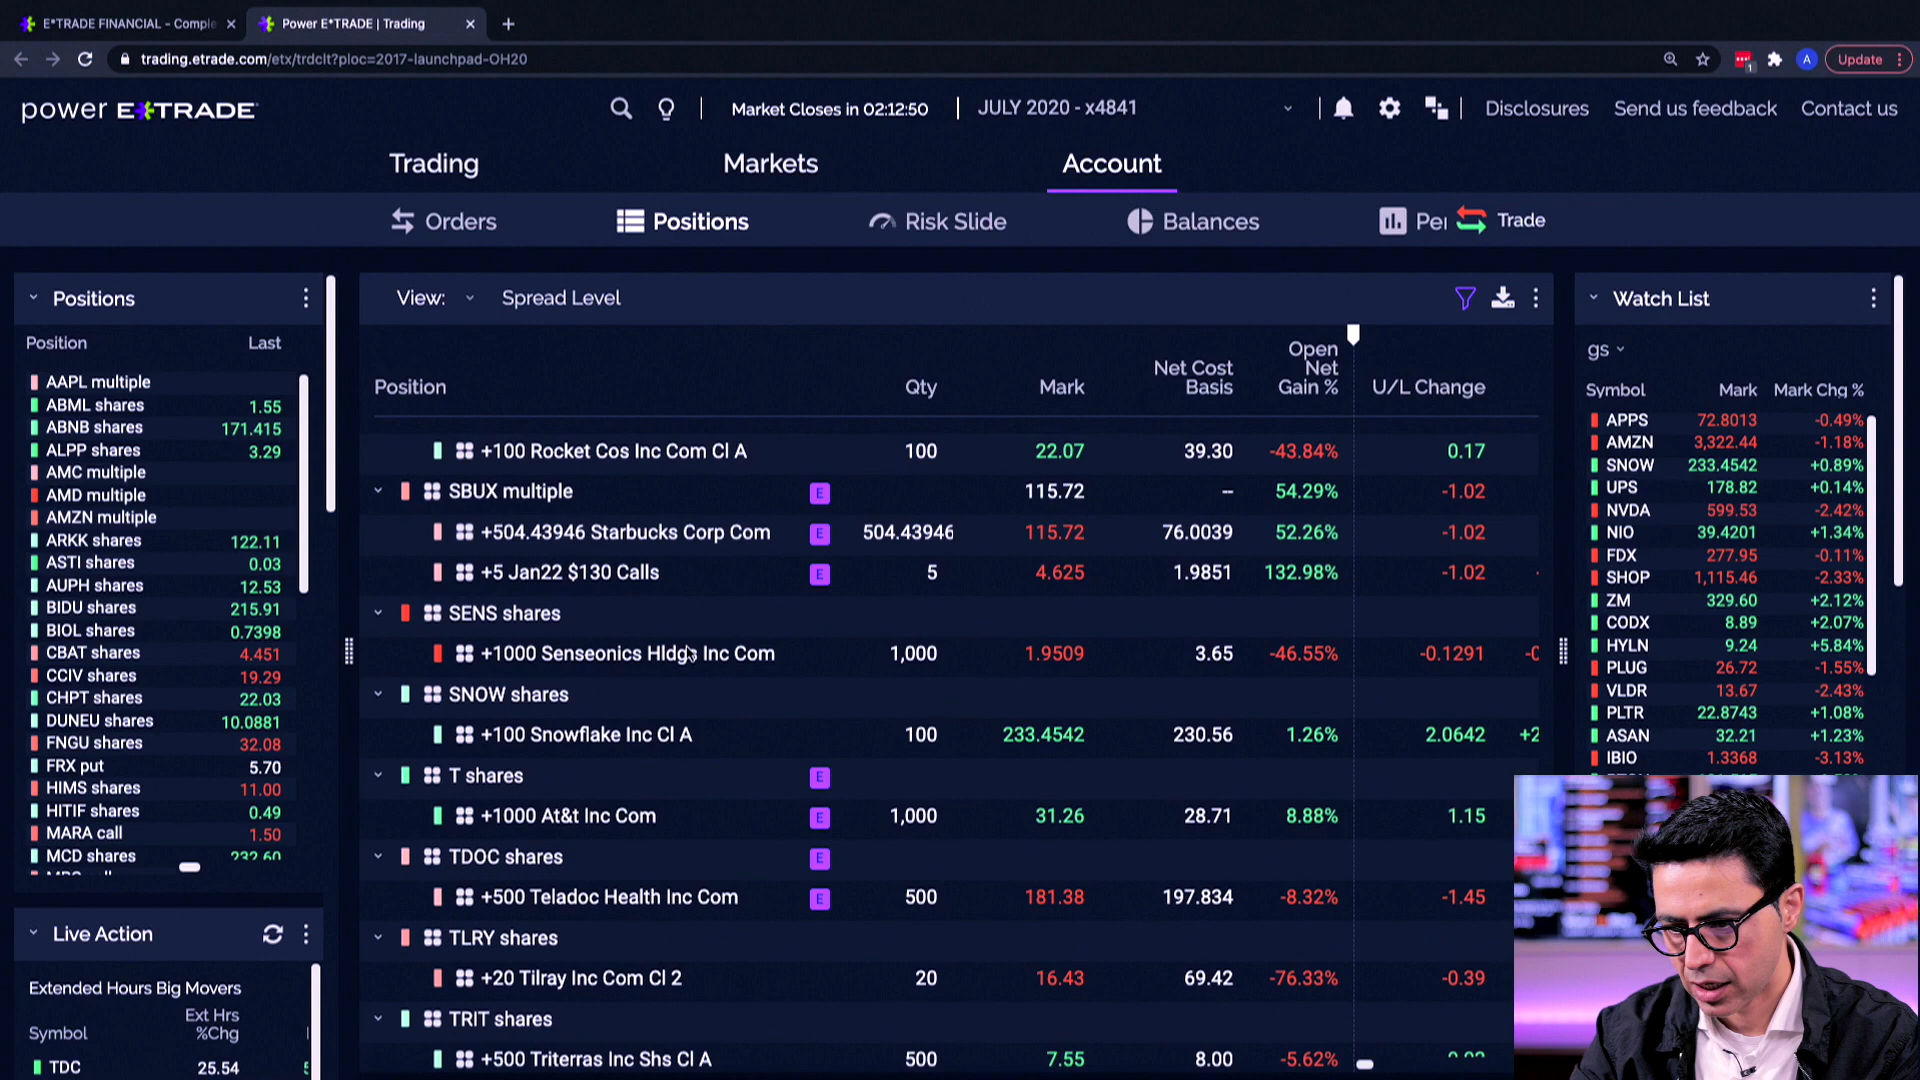 E*TRADE FINANCIAL - Comple
Power E*TRADE | Trading
trading.etrade.com/etx/trdclt?ploc=2017-launchpad-OH20
1
A
Update
power E*TRADE
Market Closes in 02:12:50
JULY 2020 - x4841
Disclosures
Send us feedback
Contact us
Trading
Markets
Account
Orders
Positions
Risk Slide
Balances
Per
Trade
Positions
Position Last
AAPL multiple
ABML shares 1.55
ABNB shares 171.415
ALPP shares 3.29
AMC multiple
AMD multiple
AMZN multiple
ARKK shares 122.11
ASTI shares 0.03
AUPH shares 12.53
BIDU shares 215.91
BIOL shares 0.7398
CBAT shares 4.451
CCIV shares 19.29
CHPT shares 22.03
DUNEU shares 10.0881
FNGU shares 32.08
FRX put 5.70
HIMS shares 11.00
HITIF shares 0.49
MARA call 1.50
MCD shares 232.60
Live Action
Extended Hours Big Movers
Symbol Ext Hrs %Chg
TDC 25.54
View: Spread Level
Position Qty Mark Net Cost Basis Open Net Gain % U/L Change
+100 Rocket Cos Inc Com Cl A 100 22.07 39.30 -43.84% 0.17
SBUX multiple E 115.72 -- 54.29% -1.02
+504.43946 Starbucks Corp Com E 504.43946 115.72 76.0039 52.26% -1.02
+5 Jan22 $130 Calls E 5 4.625 1.9851 132.98% -1.02
SENS shares
+1000 Senseonics Hldgs Inc Com 1,000 1.9509 3.65 -46.55% -0.1291 -0
SNOW shares
+100 Snowflake Inc Cl A 100 233.4542 230.56 1.26% 2.0642 +2
T shares E
+1000 At&t Inc Com E 1,000 31.26 28.71 8.88% 1.15
TDOC shares E
+500 Teladoc Health Inc Com E 500 181.38 197.834 -8.32% -1.45
TLRY shares
+20 Tilray Inc Com Cl 2 20 16.43 69.42 -76.33% -0.39
TRIT shares
+500 Triterras Inc Shs Cl A 500 7.55 8.00 -5.62%
Watch List
gs
Symbol Mark Mark Chg %
APPS 72.8013 -0.49%
AMZN 3,322.44 -1.18%
SNOW 233.4542 +0.89%
UPS 178.82 +0.14%
NVDA 599.53 -2.42%
NIO 39.4201 +1.34%
FDX 277.95 -0.11%
SHOP 1,115.46 -2.33%
ZM 329.60 +2.12%
CODX 8.89 +2.07%
HYLN 9.24 +5.84%
PLUG 26.72 -1.55%
VLDR 13.67 -2.43%
PLTR 22.8743 +1.08%
ASAN 32.21 +1.23%
IBIO 1.3368 -3.13%